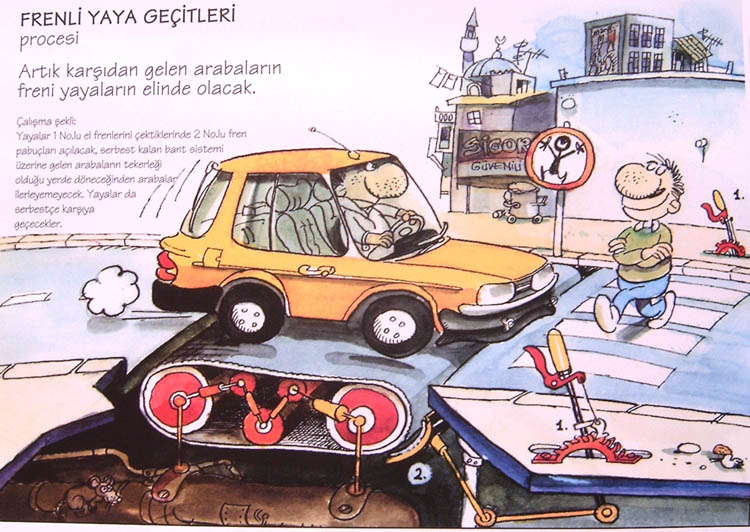 FRENLİ YAYA GEÇİTLERİ
procesi
Artık karşıdan gelen arabaların
freni yayaların elinde olacak.
Çalışma şekli:
Yayalar 1 No.lu el frenlerini çektiklerinde 2 No.lu fren
pabuçları açılacak, serbest kalan bant sistemi
üzerine gelen arabaların tekerleği
olduğu yerde döneceğinden arabalar
ilerleyemeyecek. Yayalar da
serbestçe karşıya
geçecekler.
SİGOR
GÜVENLİ
1.
1.
2.